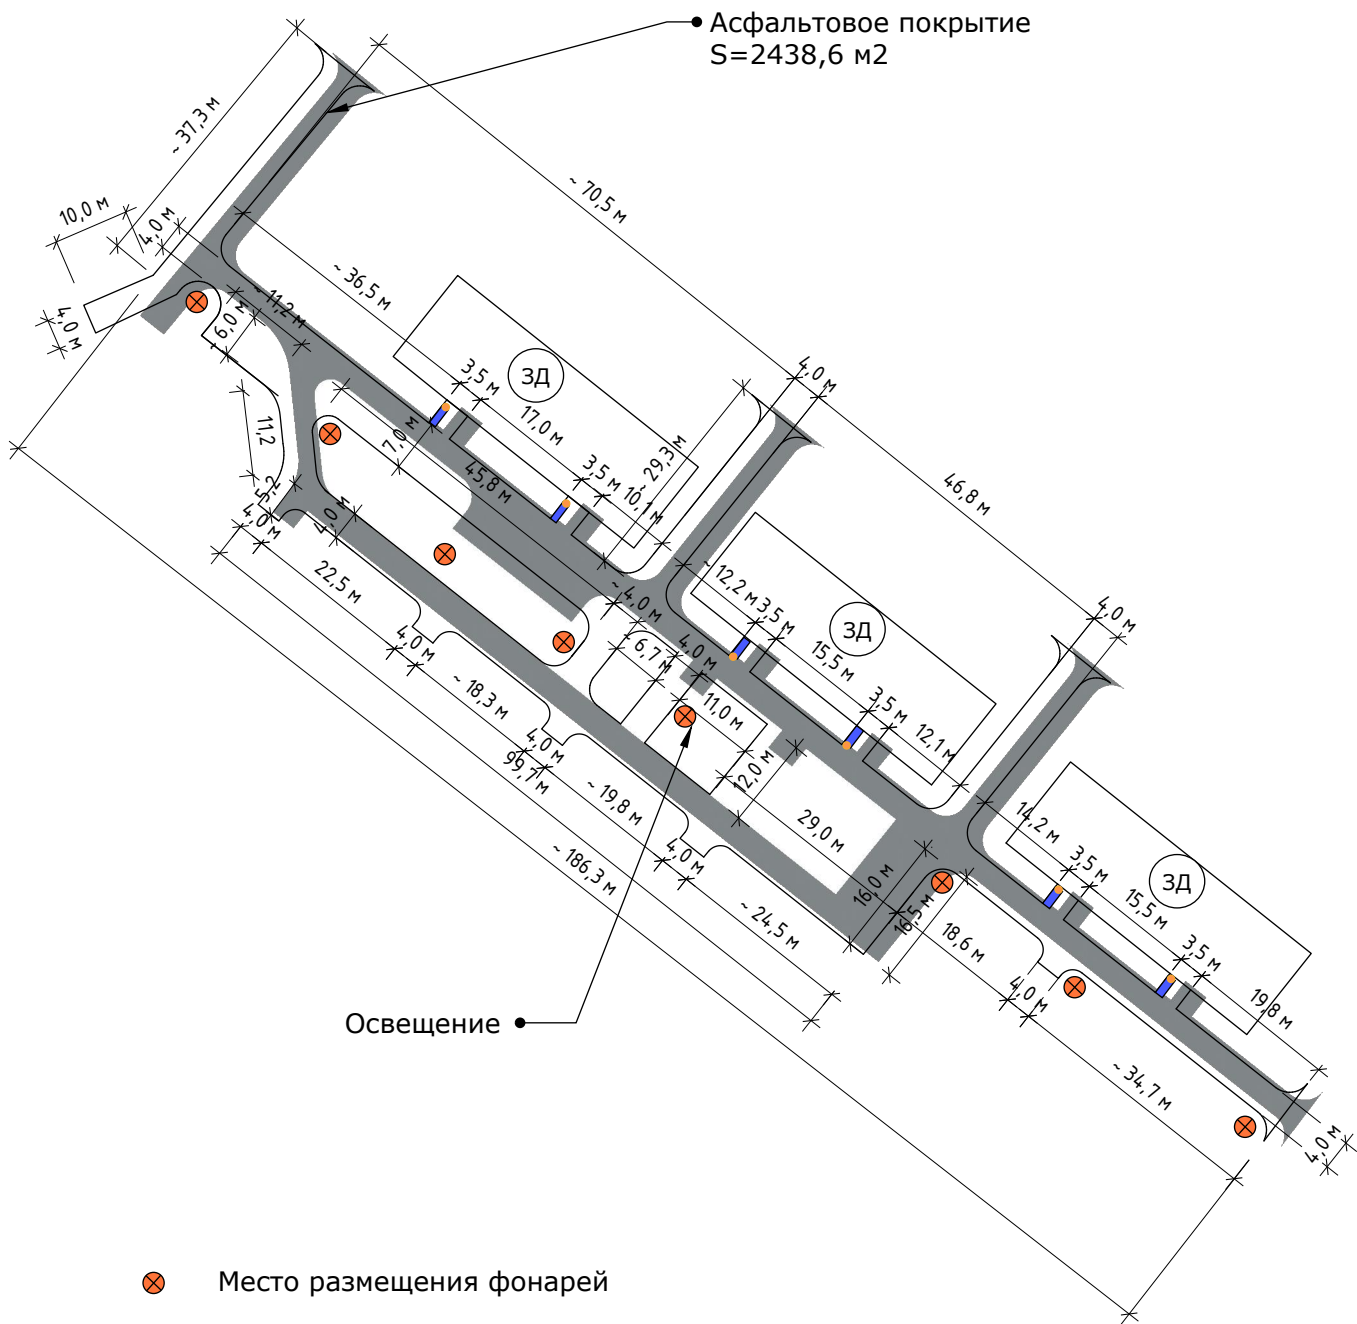 Асфальтовое покрытие
S=2438,6 м2
~ 37,3 м
~ 70,5 м
10,0 м
4,0 м
4,0 м
~ 36,5 м
~ 11,2 м
6,0 м
4,0 м
3,5 м
ЗД
17,0 м
7,0 м
11,2
~ 29,3 м
46,8 м
45,8 м
3,5 м
10,1
5,2
4,0 м
4,0 м
22,5 м
~ 12,2 м
~ 4,0 м
3,5 м
ЗД
4,0 м
4,0 м
6,7 м
4,0 м
15,5 м
~ 18,3 м
11,0 м
3,5 м
12,1
4,0 м
99,7 м
12,0 м
~ 19,8 м
29,0 м
14,2 м
3,5 м
ЗД
4,0 м
~ 186,3 м
16,0 м
15,5 м
~ 24,5 м
16,5 м
18,6 м
3,5 м
4,0 м
19,8 м
Освещение
~ 34,7 м
4,0 м
Место размещения фонарей